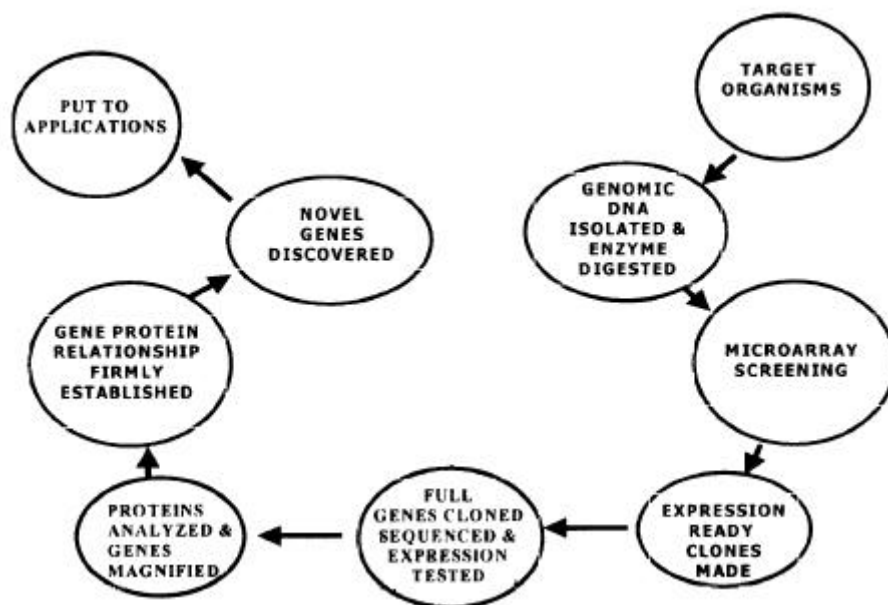 TARGET
ORGANISMS
GENOMIC
DNA
ISOLATED &
ENZYME
DIGESTED
MICROARRAY
SCREENING
EXPRESSION
READY
CLONES
MADE
FULL
GENES CLONED
SEQUENCED &
EXPRESSION
TESTED
PROTEINS
ANALYZED &
GENES
MAGNIFIED
GENE PROTEIN
RELATIONSHIP
FIRMLY
ESTABLISHED
NOVEL
GENES
DISCOVERED
PUT TO
APPLICATIONS